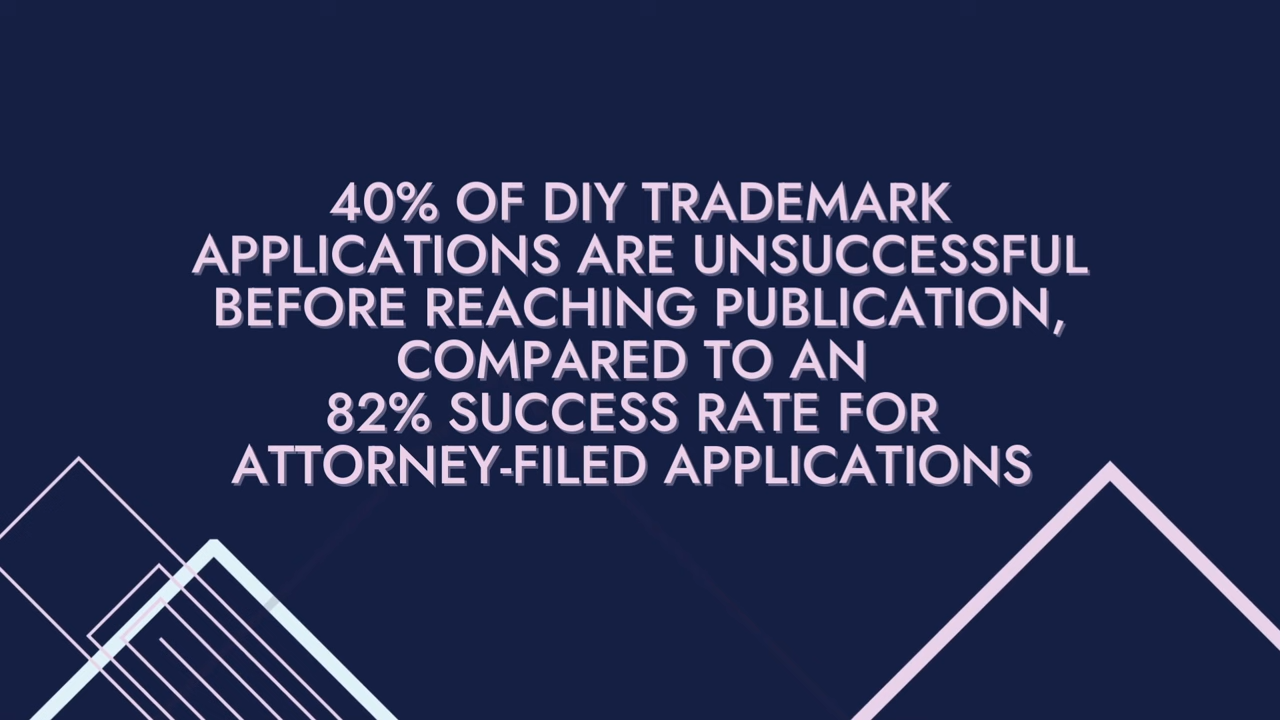 40% OF DIY TRADEMARK
APPLICATIONS ARE UNSUCCESSFUL
BEFORE REACHING PUBLICATION,
COMPARED TO AN
82% SUCCESS RATE FOR
ATTORNEY-FILED APPLICATIONS